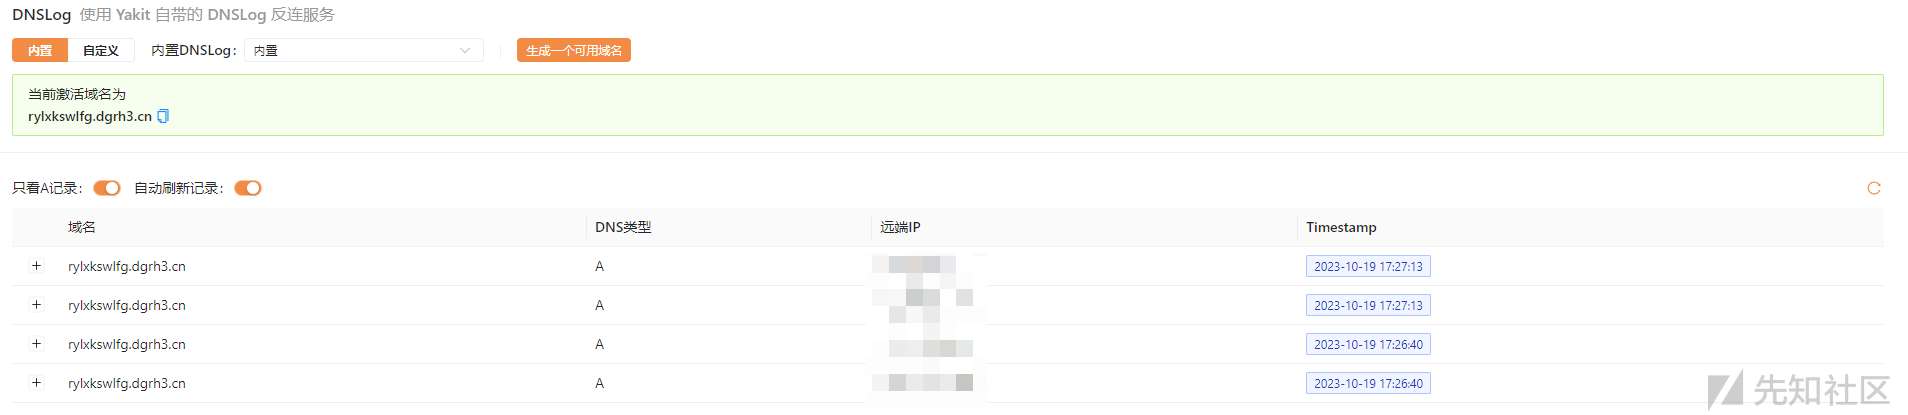 DNSLog 使用 Yakit 自带的 DNSLog 反连服务
内置 自定义 内置DNSLog: 内置 生成一个可用域名
当前激活域名为
rylxkswlfg.dgrh3.cn
只看A记录: 自动刷新记录:
域名 DNS类型 远端IP Timestamp
+ rylxkswlfg.dgrh3.cn A 2023-10-19 17:27:13
+ rylxkswlfg.dgrh3.cn A 2023-10-19 17:27:13
+ rylxkswlfg.dgrh3.cn A 2023-10-19 17:26:40
+ rylxkswlfg.dgrh3.cn A 2023-10-19 17:26:40
先知社区